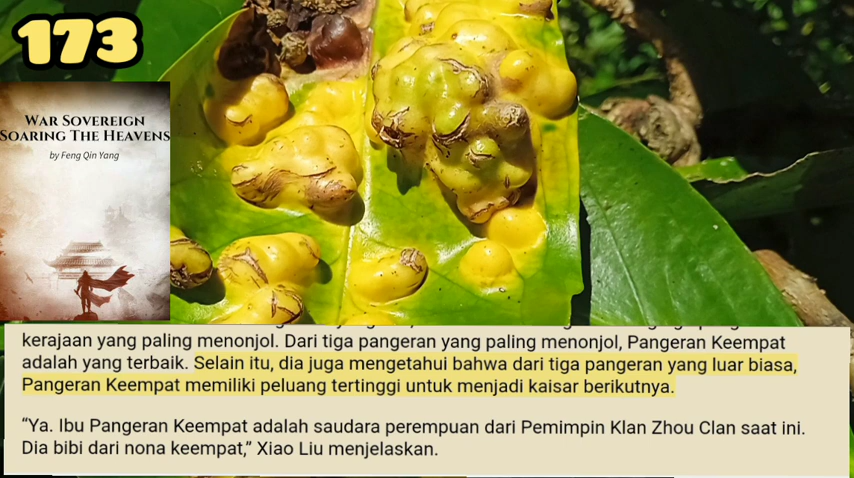 173
WAR SOVEREIGN
SOARING THE HEAVENS
by Feng Qin Yang
kerajaan yang paling menonjol. Dari tiga pangeran yang paling menonjol, Pangeran Keempat
adalah yang terbaik. Selain itu, dia juga mengetahui bahwa dari tiga pangeran yang luar biasa,
Pangeran Keempat memiliki peluang tertinggi untuk menjadi kaisar berikutnya.
“Ya. Ibu Pangeran Keempat adalah saudara perempuan dari Pemimpin Klan Zhou Clan saat ini.
Dia bibi dari nona keempat,” Xiao Liu menjelaskan.